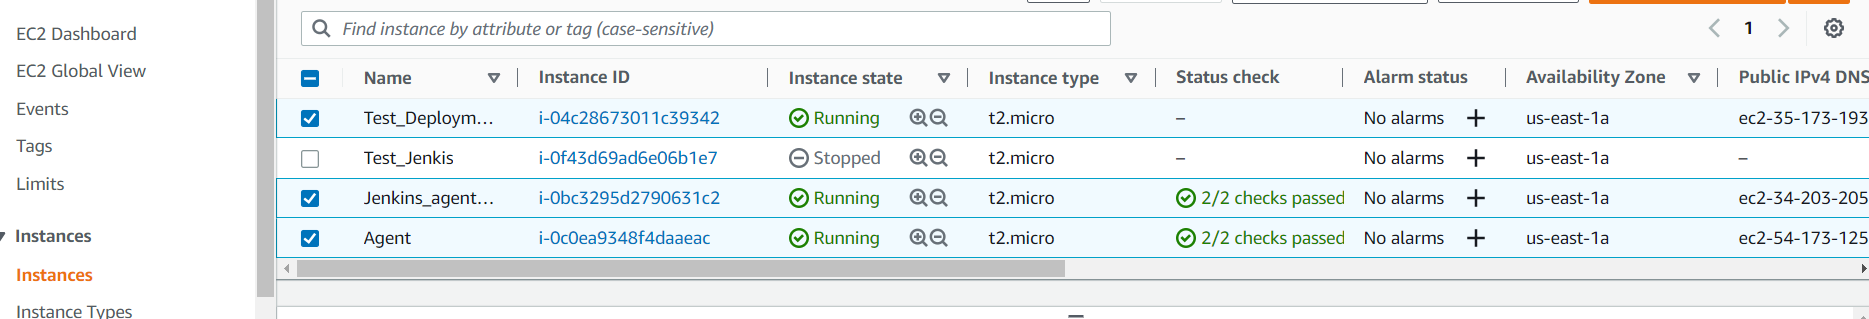 EC2 Dashboard
EC2 Global View
Events
Tags
Limits
Instances
Instances
Instance Types
Find instance by attribute or tag (case-sensitive)
1
Name Instance ID Instance state Instance type Status check Alarm status Availability Zone Public IPv4 DNS
Test_Deploym... i-04c28673011c39342 Running t2.micro – No alarms + us-east-1a ec2-35-173-193
Test_Jenkis i-0f43d69ad6e06b1e7 Stopped t2.micro – No alarms + us-east-1a –
Jenkins_agent... i-0bc3295d2790631c2 Running t2.micro 2/2 checks passed No alarms + us-east-1a ec2-34-203-205
Agent i-0c0ea9348f4daaeac Running t2.micro 2/2 checks passed No alarms + us-east-1a ec2-54-173-125